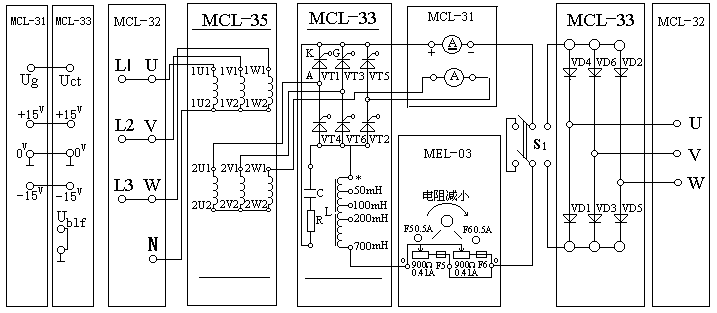 MCL-31 MCL-33 MCL-32 MCL-35 MCL-33 MCL-31 MCL-33 MCL-32
Ug Uct
+15V +15V
0V 0V
-15V -15V
Ublf
L1 U
L2 V
L3 W
N
1U1 1V1 1W1
1U2 1V2 1W2
2U1 2V1 2W1
2U2 2V2 2W2
K G
A VT1 VT3 VT5
VT4 VT6 VT2
C
R
L
*
50mH
100mH
200mH
700mH
+ A -
A
MEL-03
电阻减小
F50.5A F60.5A
0 900Ω F5 0 900Ω F6 0
0.41A 0.41A
S1
VD4 VD6 VD2
VD1 VD3 VD5
U
V
W